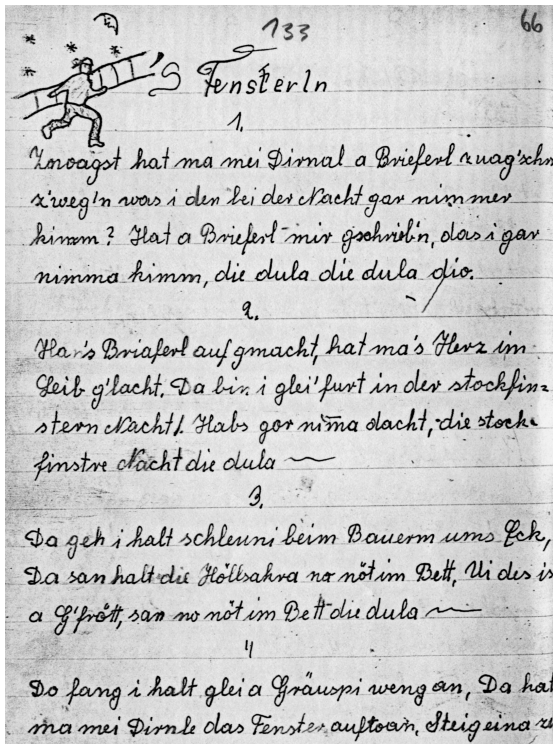 133
66
S' Fensterln
1.
Znoagst hat ma mei Dirnal a Brieferl zuag'schn
z'weg'n was i den bei der Nacht gar nimmer
kimm? Hat a Brieferl mir gschrieb'n, das i gar
nimma kimm, die dula die dula dio.
2.
Han's Briaferl aufgmacht, hat ma's Herz im
Leib g'lacht. Da bin i glei' furt in der stockfin=
stern Nacht!. Habs gor nim̄a dacht, die stock-
finstre Nacht die dula
3.
Da geh i halt schleuni beim Bauerm ums Eck,
Da san halt die Höllsakra no nöt im Bett, Ui des is
a G'frött, san no nöt im Bett die dula
4
Do fang i halt glei a Gräuspi weng an, Da hat
ma mei Dirnle das Fenster auftoan, Steig eina